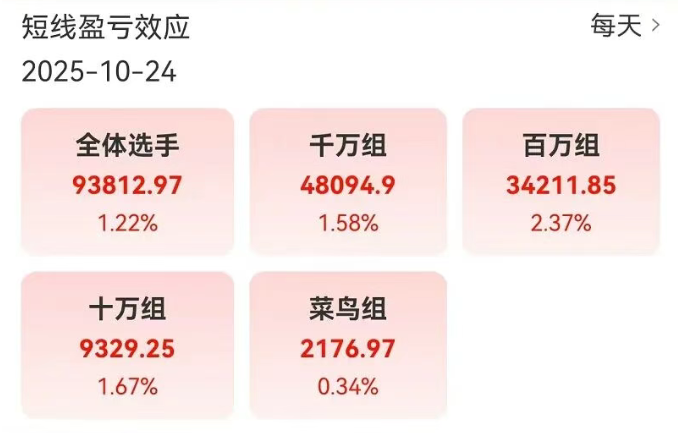 短线盈亏效应
每天 >
2025-10-24
全体选手
93812.97
1.22%
千万组
48094.9
1.58%
百万组
34211.85
2.37%
十万组
9329.25
1.67%
菜鸟组
2176.97
0.34%